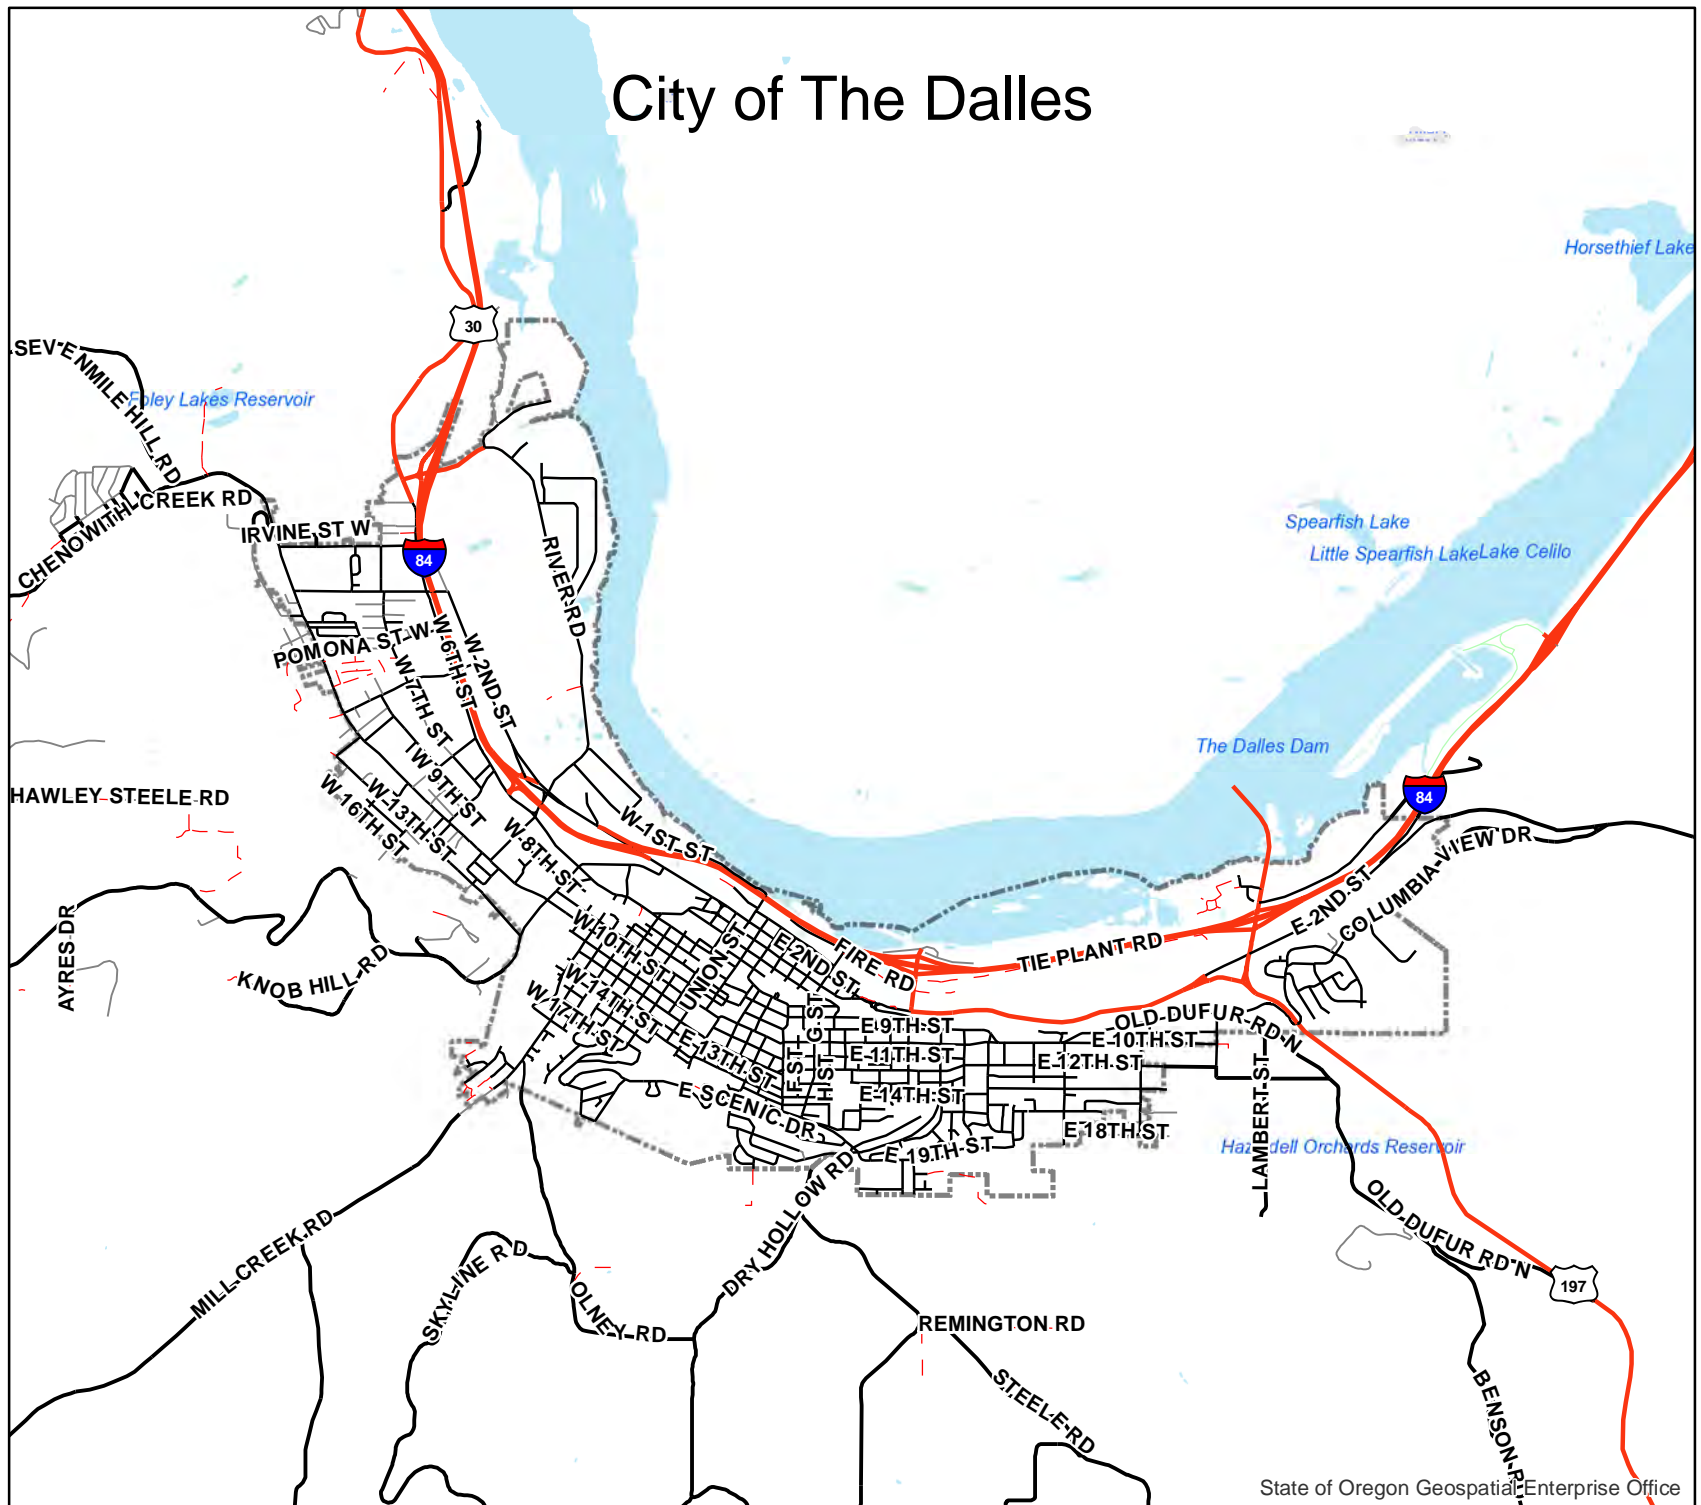 City of The Dalles
Horsethief Lake
30
SEVENMILE HILL RD
Foley Lakes Reservoir
CHENOWITH CREEK RD
IRVINE ST W
84
RIVER RD
Spearfish Lake
Little Spearfish Lake
Lake Celilo
POMONA ST W
W 6TH ST
W 2ND ST
W 7TH ST
The Dalles Dam
W 9TH ST
HAWLEY STEELE RD
W 13TH ST
W 16TH ST
84
W 1ST ST
W 8TH ST
COLUMBIA VIEW DR
E 2ND ST
AYRES DR
KNOB HILL RD
W 10TH ST
UNION ST
E 2ND ST
FIRE RD
TIE PLANT RD
W 14TH ST
W 17TH ST
G ST
E 9TH ST
OLD DUFUR RD N
E 10TH ST
E 11TH ST
E 12TH ST
E 13TH ST
F ST
H ST
E 14TH ST
E SCENIC DR
E 18TH ST
LAMBERT ST
E 19TH ST
DRY HOLLOW RD
OLD DUFUR RD N
197
MILL CREEK RD
SKYLINE RD
OLNEY RD
REMINGTON RD
STEELE RD
State of Oregon Geospatial Enterprise Office